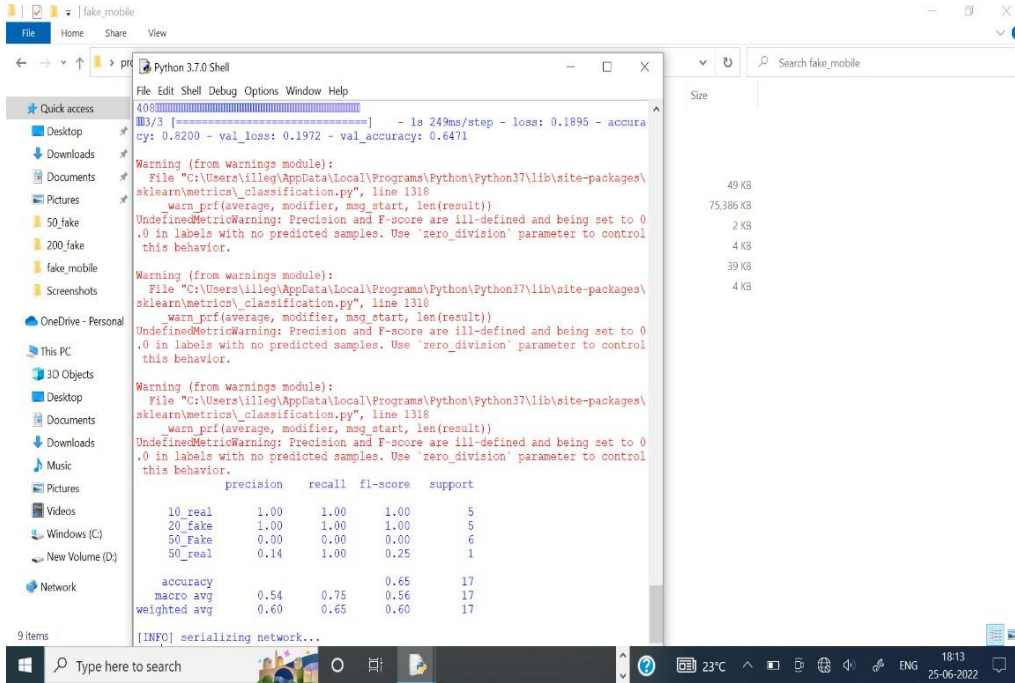 fake_mobile
File Home Share View
Search fake_mobile
Size
Quick access
Desktop
Downloads
Documents
Pictures
50_fake
200_fake
fake_mobile
Screenshots
OneDrive - Personal
This PC
3D Objects
Desktop
Documents
Downloads
Music
Pictures
Videos
Windows (C:)
New Volume (D:)
Network
9 items
49 KB
75,386 KB
2 KB
4 KB
39 KB
4 KB
Python 3.7.0 Shell
File Edit Shell Debug Options Window Help
408
3/3 [==============================] - 1s 249ms/step - loss: 0.1895 - accura
cy: 0.8200 - val_loss: 0.1972 - val_accuracy: 0.6471
Warning (from warnings module):
File "C:\Users\illeg\AppData\Local\Programs\Python\Python37\lib\site-packages\
sklearn\metrics\_classification.py", line 1318
_warn_prf(average, modifier, msg_start, len(result))
UndefinedMetricWarning: Precision and F-score are ill-defined and being set to 0
.0 in labels with no predicted samples. Use `zero_division` parameter to control
this behavior.
Warning (from warnings module):
File "C:\Users\illeg\AppData\Local\Programs\Python\Python37\lib\site-packages\
sklearn\metrics\_classification.py", line 1318
_warn_prf(average, modifier, msg_start, len(result))
UndefinedMetricWarning: Precision and F-score are ill-defined and being set to 0
.0 in labels with no predicted samples. Use `zero_division` parameter to control
this behavior.
Warning (from warnings module):
File "C:\Users\illeg\AppData\Local\Programs\Python\Python37\lib\site-packages\
sklearn\metrics\_classification.py", line 1318
_warn_prf(average, modifier, msg_start, len(result))
UndefinedMetricWarning: Precision and F-score are ill-defined and being set to 0
.0 in labels with no predicted samples. Use `zero_division` parameter to control
this behavior.
precision recall f1-score support
10_real 1.00 1.00 1.00 5
20_fake 1.00 1.00 1.00 5
50_Fake 0.00 0.00 0.00 6
50_real 0.14 1.00 0.25 1
accuracy 0.65 17
macro avg 0.54 0.75 0.56 17
weighted avg 0.60 0.65 0.60 17
[INFO] serializing network...
Type here to search
23°C
ENG
18:13
25-06-2022